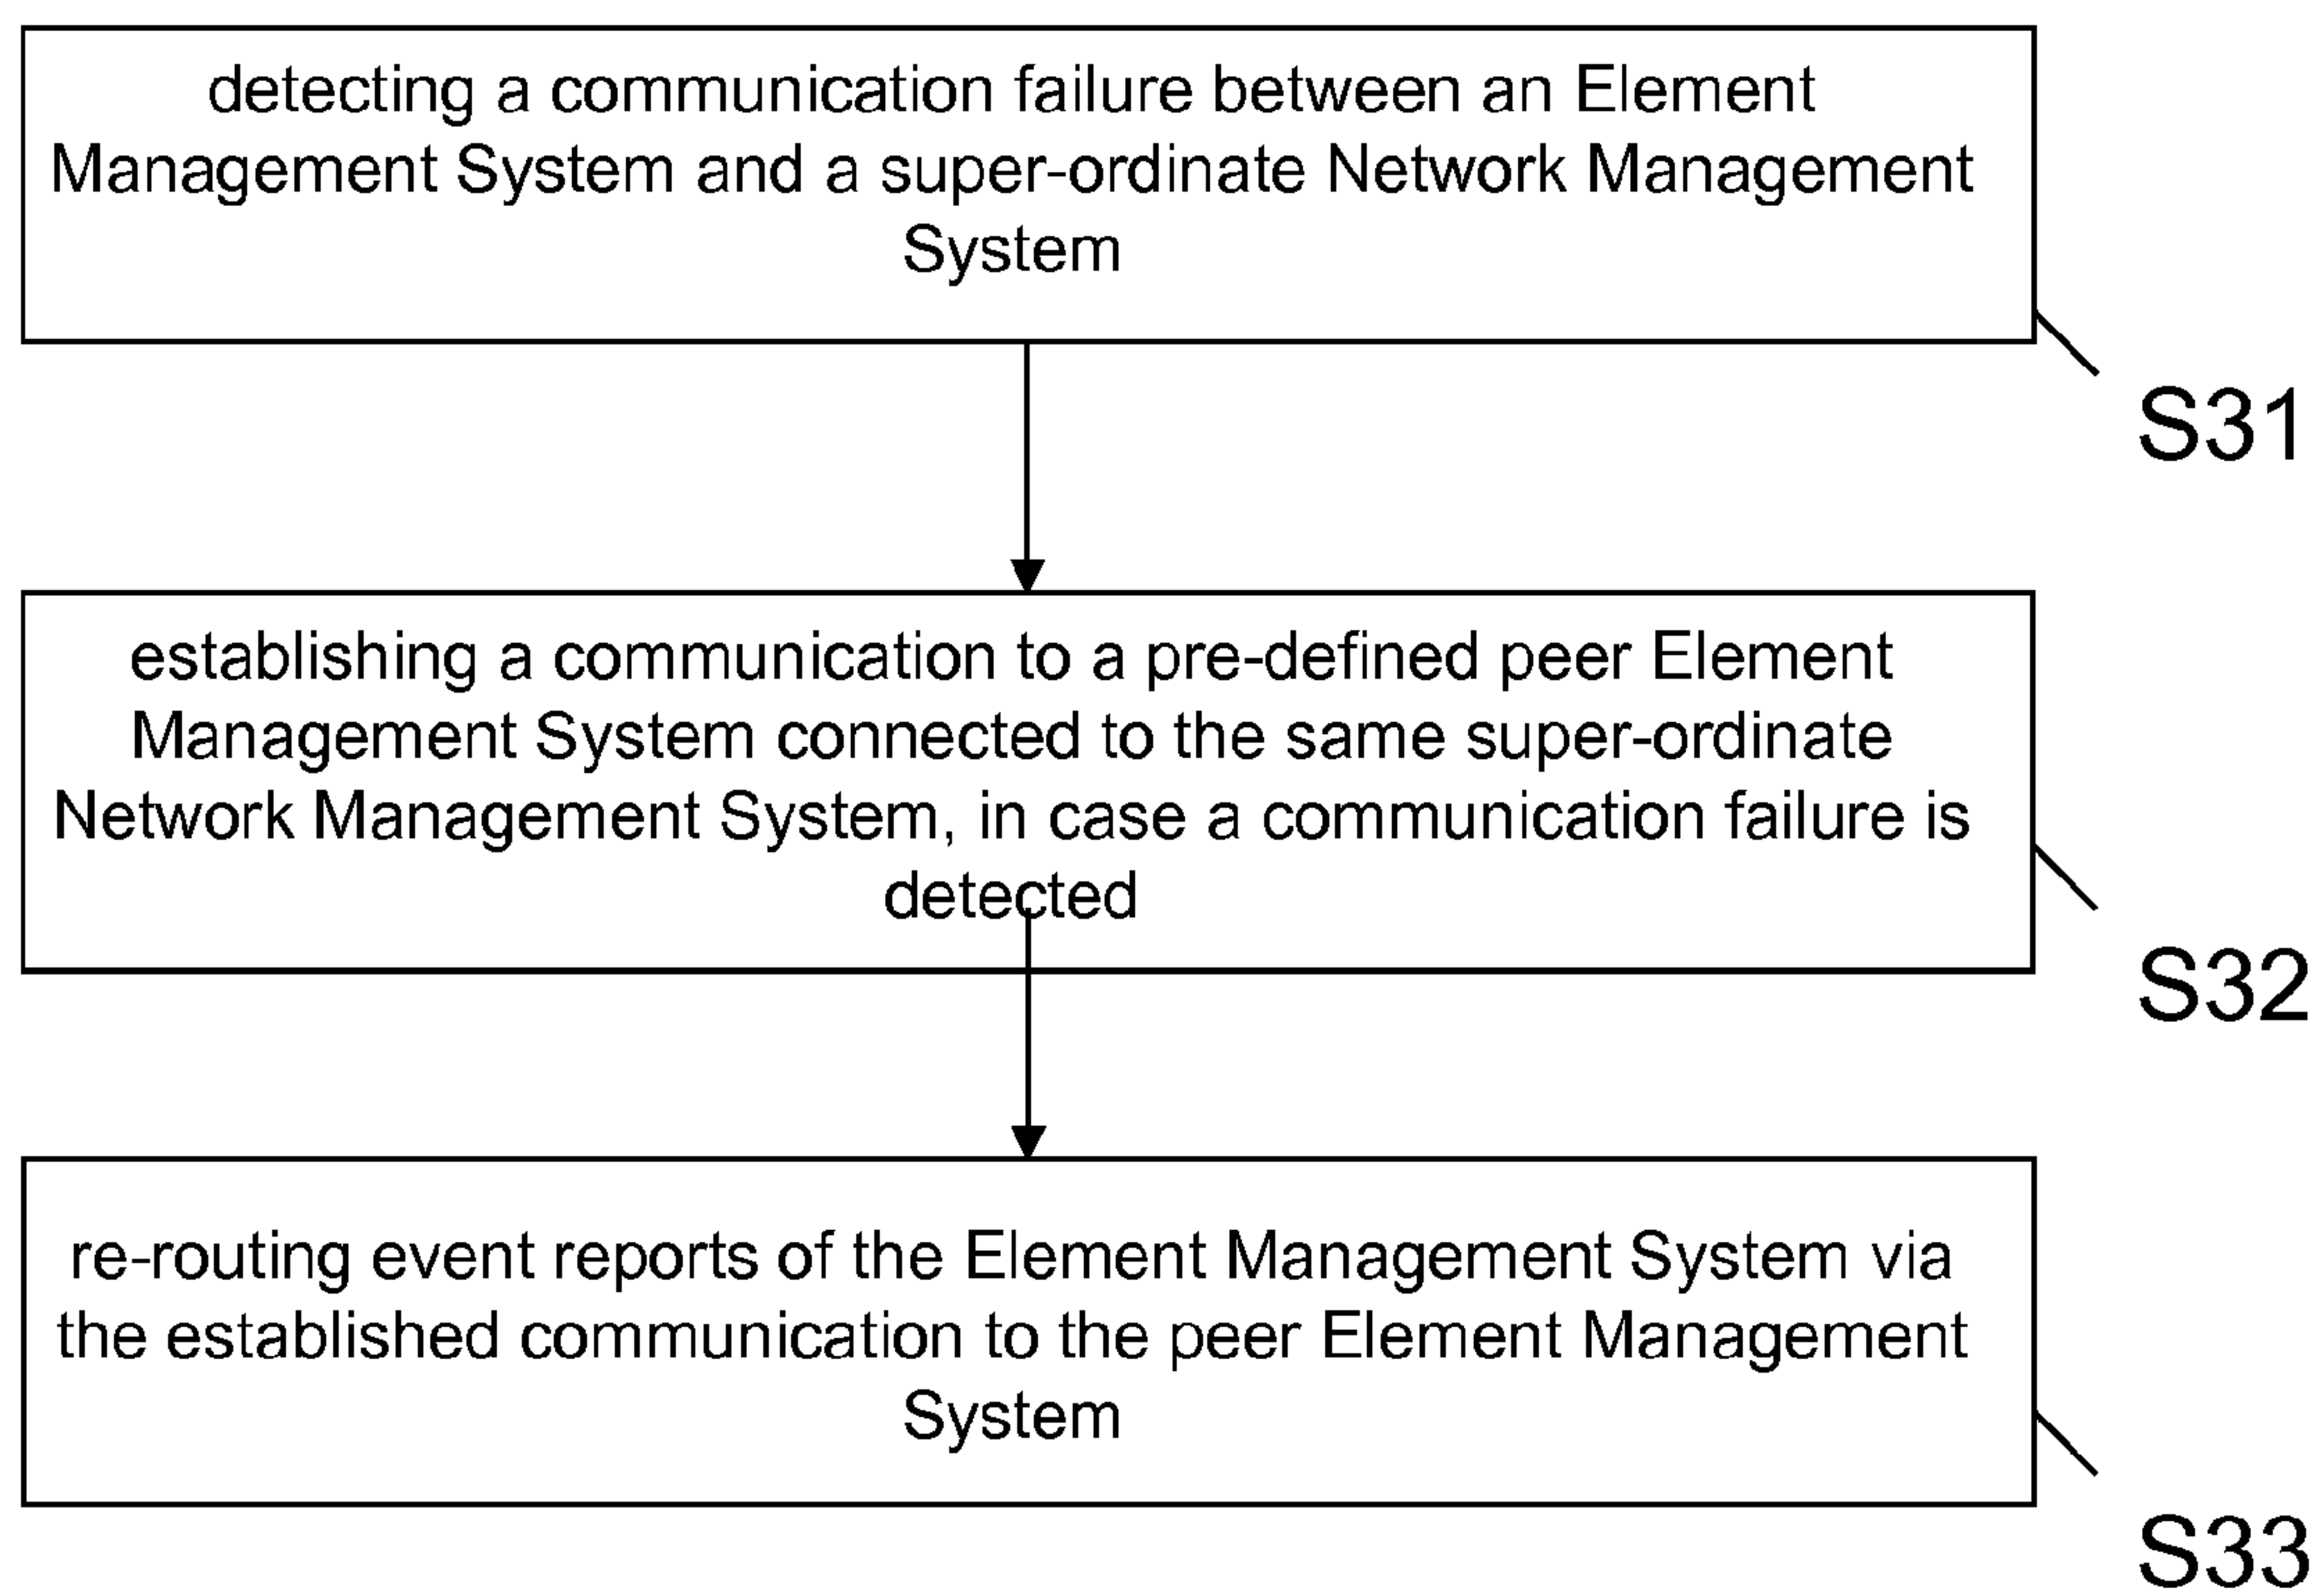 detecting a communication failure between an Element
Management System and a super-ordinate Network Management
System
S31
establishing a communication to a pre-defined peer Element
Management System connected to the same super-ordinate
Network Management System, in case a communication failure is
detected
S32
re-routing event reports of the Element Management System via
the established communication to the peer Element Management
System
S33